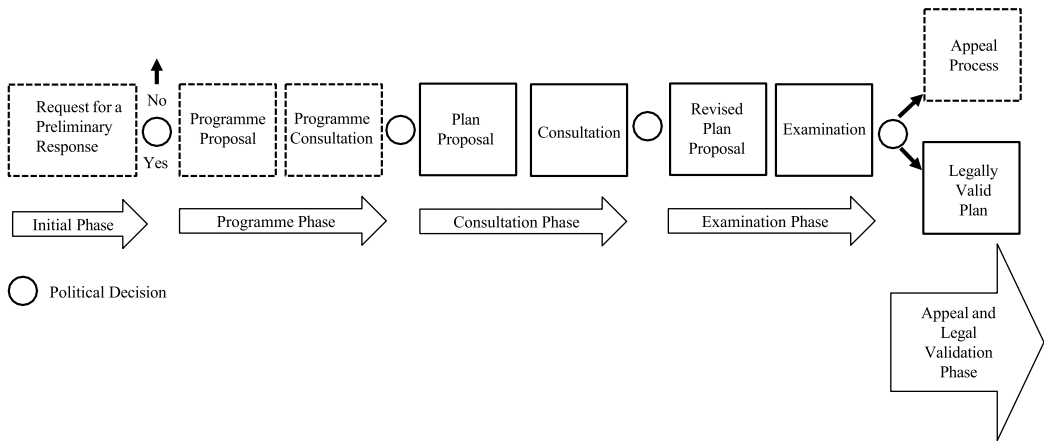 Request for a
Preliminary
Response
No
Yes
Programme
Proposal
Programme
Consultation
Plan
Proposal
Consultation
Revised
Plan
Proposal
Examination
Appeal
Process
Legally
Valid
Plan
Initial Phase
Programme Phase
Consultation Phase
Examination Phase
Political Decision
Appeal and
Legal
Validation
Phase